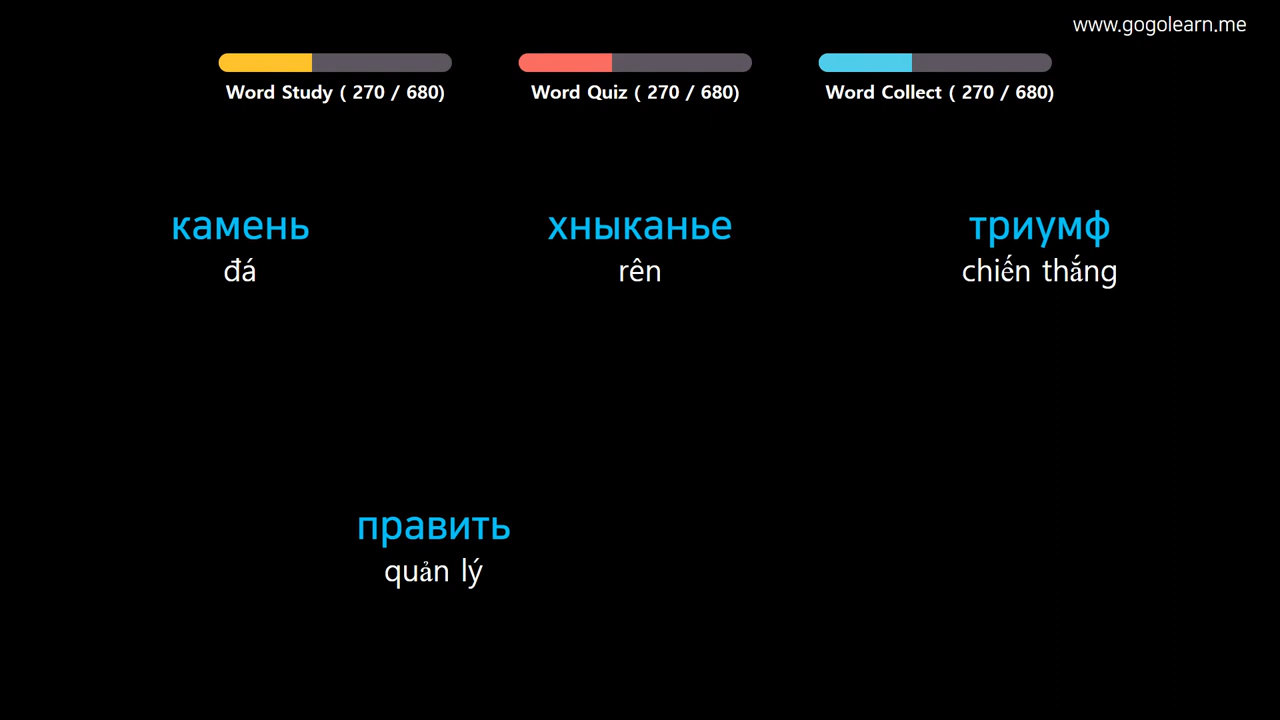 www.gogolearn.me
Word Study ( 270 / 680)
Word Quiz ( 270 / 680)
Word Collect ( 270 / 680)
камень
đá
хныканье
rên
триумф
chiến thắng
править
quản lý